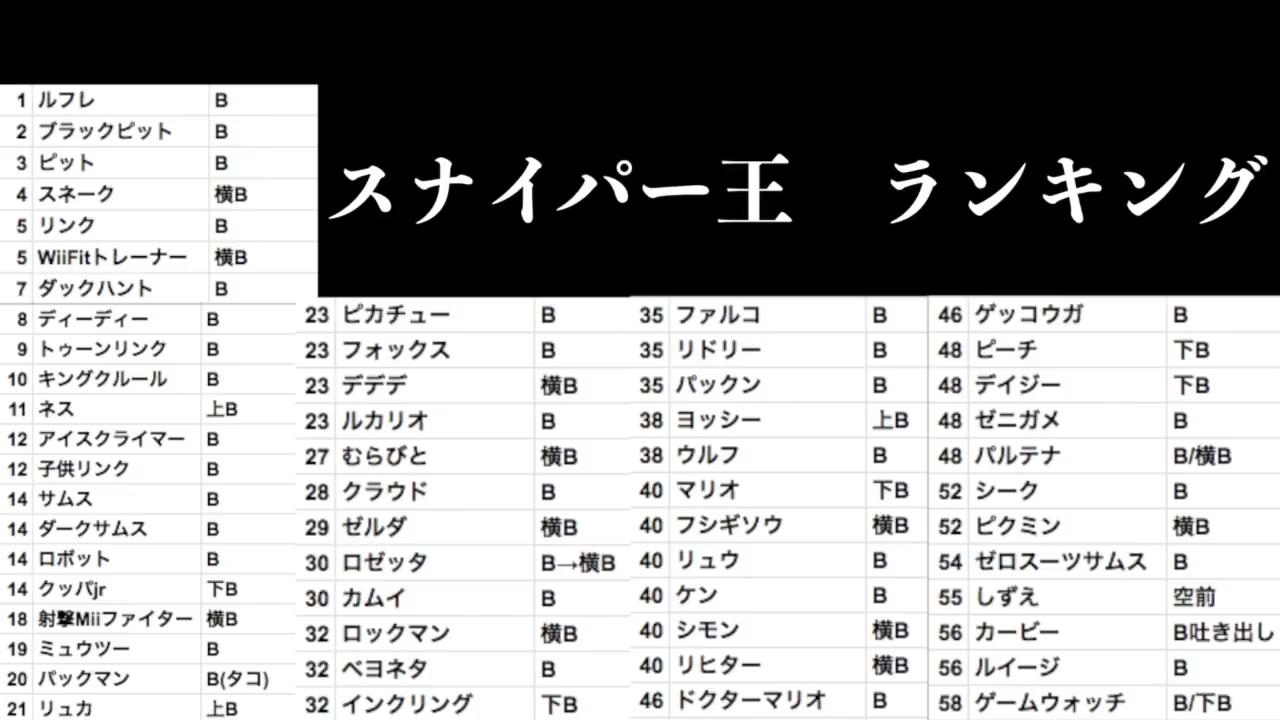 スナイパー王　ランキング
1 ルフレ B
2 ブラックピット B
3 ピット B
4 スネーク 横B
5 リンク B
5 WiiFitトレーナー 横B
7 ダックハント B
8 ディーディー B
9 トゥーンリンク B
10 キングクルール B
11 ネス 上B
12 アイスクライマー B
12 子供リンク B
14 サムス B
14 ダークサムス B
14 ロボット B
14 クッパjr 下B
18 射撃Miiファイター 横B
19 ミュウツー B
20 パックマン B(タコ)
21 リュカ 上B
23 ピカチュー B
23 フォックス B
23 デデデ 横B
23 ルカリオ B
27 むらびと 横B
28 クラウド B
29 ゼルダ 横B
30 ロゼッタ B→横B
30 カムイ B
32 ロックマン 横B
32 ベヨネタ B
32 インクリング 下B
35 ファルコ B
35 リドリー B
35 パックン B
38 ヨッシー 上B
38 ウルフ B
40 マリオ 下B
40 フシギソウ 横B
40 リュウ B
40 ケン B
40 シモン 横B
40 リヒター 横B
46 ドクターマリオ B
46 ゲッコウガ B
48 ピーチ 下B
48 デイジー 下B
48 ゼニガメ B
48 パルテナ B/横B
52 シーク B
52 ピクミン 横B
54 ゼロスーツサムス B
55 しずえ 空前
56 カービー B吐き出し
56 ルイージ B
58 ゲームウォッチ B/下B